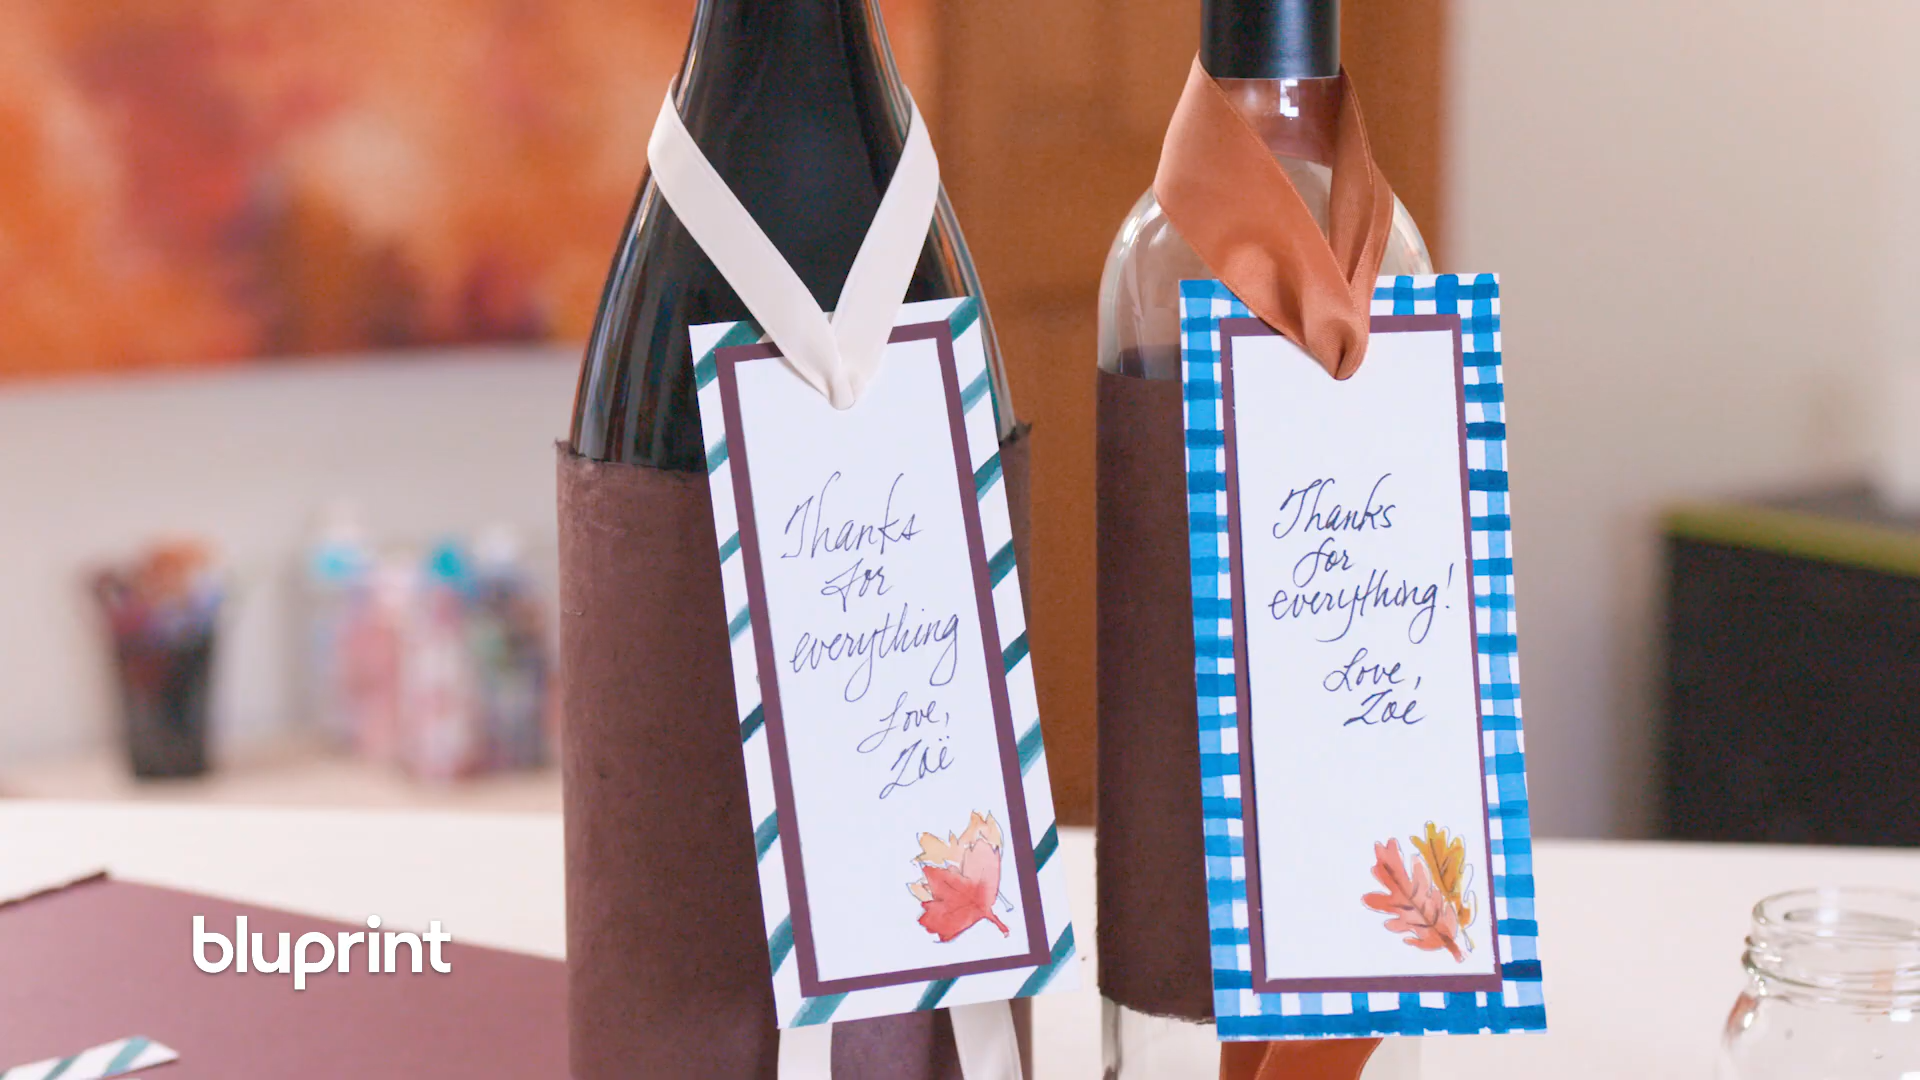 Thanks
for
everything
Love,
Zoë
Thanks
for
everything!
Love,
Zoë
bluprint